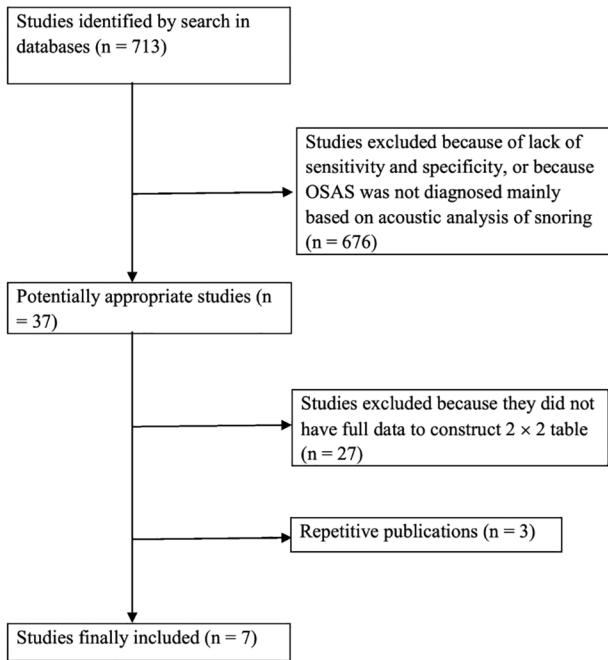 Studies identified by search in
databases (n = 713)
Studies excluded because of lack of
sensitivity and specificity, or because
OSAS was not diagnosed mainly
based on acoustic analysis of snoring
(n = 676)
Potentially appropriate studies (n
= 37)
Studies excluded because they did not
have full data to construct 2 × 2 table
(n = 27)
Repetitive publications (n = 3)
Studies finally included (n = 7)